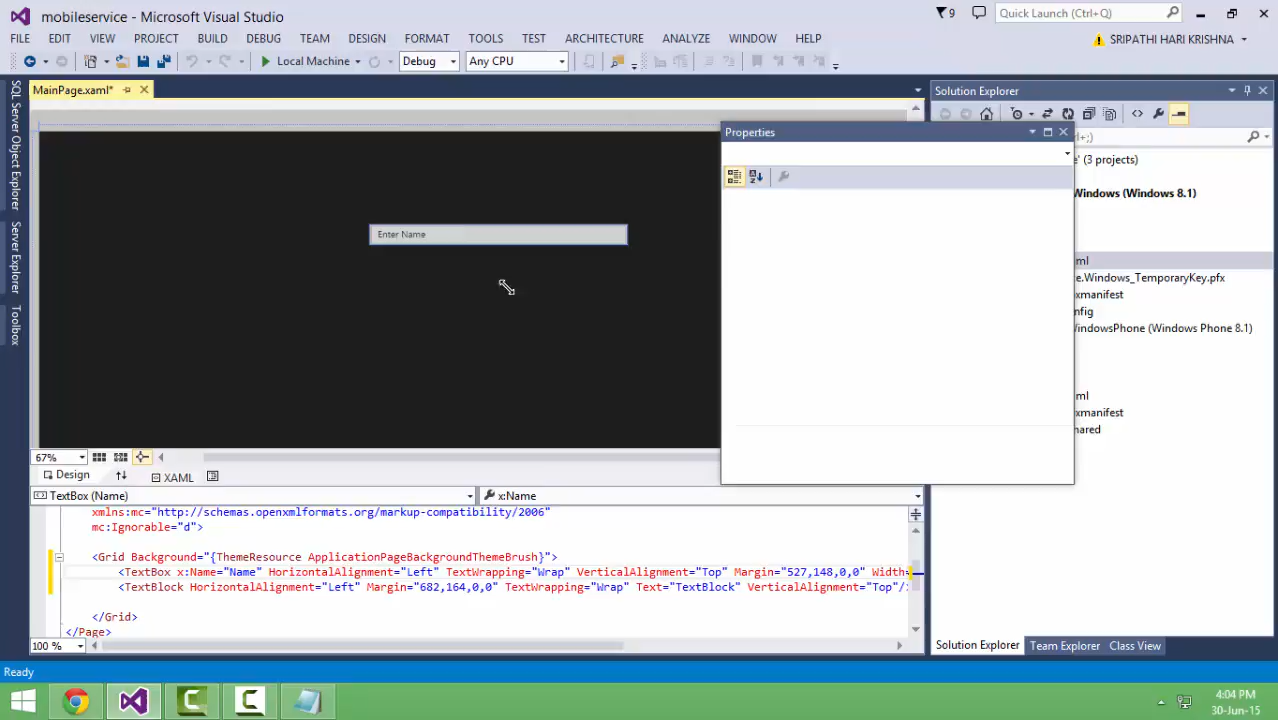 mobileservice - Microsoft Visual Studio
9
Quick Launch (Ctrl+Q)
FILE EDIT VIEW PROJECT BUILD DEBUG TEAM DESIGN FORMAT TOOLS TEST ARCHITECTURE ANALYZE WINDOW HELP
SRIPATHI HARI KRISHNA
Local Machine Debug Any CPU
MainPage.xaml*
SQL Server Object Explorer
Server Explorer
Toolbox
Enter Name
Properties
Solution Explorer
+;)
e' (3 projects)
Windows (Windows 8.1)
ml
e.Windows_TemporaryKey.pfx
xmanifest
nfig
WindowsPhone (Windows Phone 8.1)
ml
xmanifest
hared
67%
Design XAML
TextBox (Name) x:Name
xmlns:mc="http://schemas.openxmlformats.org/markup-compatibility/2006"
mc:Ignorable="d">
<Grid Background="{ThemeResource ApplicationPageBackgroundThemeBrush}">
<TextBox x:Name="Name" HorizontalAlignment="Left" TextWrapping="Wrap" VerticalAlignment="Top" Margin="527,148,0,0" Width=
<TextBlock HorizontalAlignment="Left" Margin="682,164,0,0" TextWrapping="Wrap" Text="TextBlock" VerticalAlignment="Top"/
</Grid>
</Page>
100 %
Solution Explorer Team Explorer Class View
Ready
4:04 PM
30-Jun-15